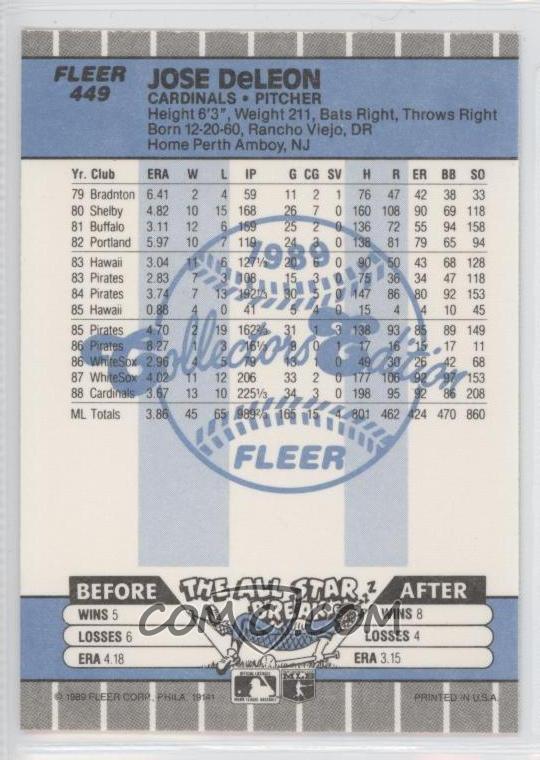 FLEER
449
JOSE DeLEON
CARDINALS • PITCHER
Height 6'3", Weight 211, Bats Right, Throws Right
Born 12-20-60, Rancho Viejo, DR
Home Perth Amboy, NJ
Yr. Club ERA W L IP G CG SV H R ER BB SO
79 Bradnton 6.41 2 4 59 11 2 1 76 47 42 38 33
80 Shelby 4.82 10 15 168 26 7 0 160 108 90 69 118
81 Buffalo 3.11 12 6 159 25 2 0 136 72 55 94 158
82 Portland 5.97 10 7 119 24 3 0 138 81 79 65 94
83 Hawaii 3.04 11 6 127⅓ 20 6 0 90 50 43 68 128
83 Pirates 2.83 7 3 108 15 3 0 75 36 34 47 118
84 Pirates 3.74 7 13 192⅓ 30 5 0 147 86 80 92 153
85 Hawaii 0.88 4 0 41 5 4 0 15 4 4 10 45
85 Pirates 4.70 2 19 162⅔ 31 1 3 138 93 85 89 149
86 Pirates 1 3 16⅓ 9 0 1 17 16 15 17 11
86 WhiteSox 4 5 79 13 1 0 49 30 26 42 68
87 WhiteSox 4.02 11 12 206 33 2 0 177 106 92 97 153
88 Cardinals 3.67 13 10 225⅓ 34 3 0 198 95 92 86 208
ML Totals 3.86 45 65 989⅔ 165 15 4 801 462 424 470 860
1989
Collectors Edition
FLEER
BEFORE THE ALL STAR BREAK AFTER
WINS 5 WINS 8
LOSSES 6 LOSSES 4
ERA 4.18 ERA 3.15
COMC.COM
© 1989 FLEER CORP., PHILA. 19141 PRINTED IN U.S.A.